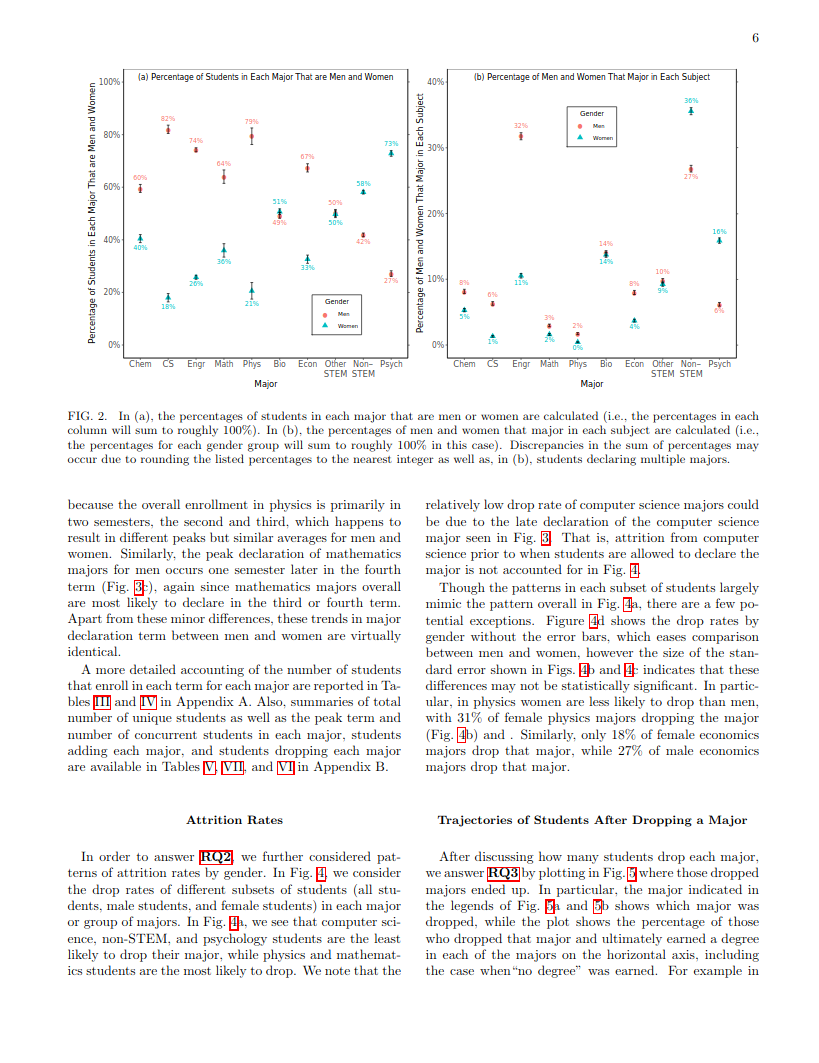 6
(a) Percentage of Students in Each Major That are Men and Women
Percentage of Students in Each Major That are Men and Women
100%
80%
60%
40%
20%
0%
60%
82%
74%
64%
79%
51%
49%
67%
50%
50%
58%
42%
73%
27%
40%
18%
26%
36%
21%
33%
Gender
Men
Women
Chem CS Engr Math Phys Bio Econ Other STEM Non-STEM Psych
Major
(b) Percentage of Men and Women That Major in Each Subject
Percentage of Men and Women That Major in Each Subject
40%
30%
20%
10%
0%
8%
5%
6%
1%
32%
11%
3%
2%
2%
0%
14%
14%
8%
4%
10%
9%
36%
27%
16%
6%
Gender
Men
Women
Chem CS Engr Math Phys Bio Econ Other STEM Non-STEM Psych
Major
FIG. 2. In (a), the percentages of students in each major that are men or women are calculated (i.e., the percentages in each
column will sum to roughly 100%). In (b), the percentages of men and women that major in each subject are calculated (i.e.,
the percentages for each gender group will sum to roughly 100% in this case). Discrepancies in the sum of percentages may
occur due to rounding the listed percentages to the nearest integer as well as, in (b), students declaring multiple majors.
because the overall enrollment in physics is primarily in
two semesters, the second and third, which happens to
result in different peaks but similar averages for men and
women. Similarly, the peak declaration of mathematics
majors for men occurs one semester later in the fourth
term (Fig. 3c), again since mathematics majors overall
are most likely to declare in the third or fourth term.
Apart from these minor differences, these trends in major
declaration term between men and women are virtually
identical.
A more detailed accounting of the number of students
that enroll in each term for each major are reported in Ta-
bles III and IV in Appendix A. Also, summaries of total
number of unique students as well as the peak term and
number of concurrent students in each major, students
adding each major, and students dropping each major
are available in Tables V, VII, and VI in Appendix B.
Attrition Rates
In order to answer RQ2, we further considered pat-
terns of attrition rates by gender. In Fig. 4, we consider
the drop rates of different subsets of students (all stu-
dents, male students, and female students) in each major
or group of majors. In Fig. 4a, we see that computer sci-
ence, non-STEM, and psychology students are the least
likely to drop their major, while physics and mathemat-
ics students are the most likely to drop. We note that the
relatively low drop rate of computer science majors could
be due to the late declaration of the computer science
major seen in Fig. 3. That is, attrition from computer
science prior to when students are allowed to declare the
major is not accounted for in Fig. 4.
Though the patterns in each subset of students largely
mimic the pattern overall in Fig. 4a, there are a few po-
tential exceptions. Figure 4d shows the drop rates by
gender without the error bars, which eases comparison
between men and women, however the size of the stan-
dard error shown in Figs. 4b and 4c indicates that these
differences may not be statistically significant. In partic-
ular, in physics women are less likely to drop than men,
with 31% of female physics majors dropping the major
(Fig. 4b) and . Similarly, only 18% of female economics
majors drop that major, while 27% of male economics
majors drop that major.
Trajectories of Students After Dropping a Major
After discussing how many students drop each major,
we answer RQ3 by plotting in Fig. 5 where those dropped
majors ended up. In particular, the major indicated in
the legends of Fig. 5a and 5b shows which major was
dropped, while the plot shows the percentage of those
who dropped that major and ultimately earned a degree
in each of the majors on the horizontal axis, including
the case when“no degree” was earned. For example in